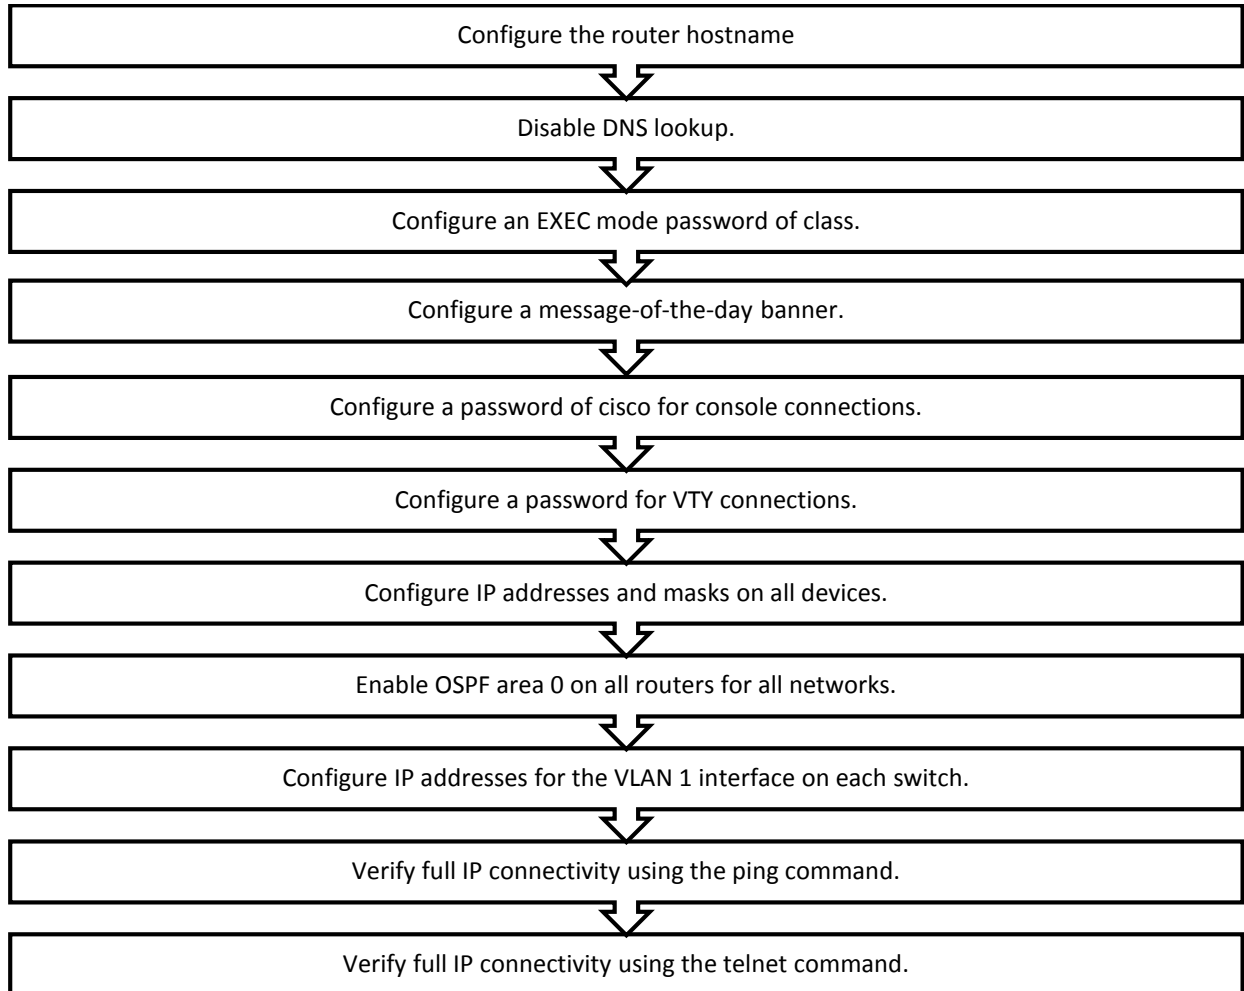 Configure the router hostname
Disable DNS lookup.
Configure an EXEC mode password of class.
Configure a message-of-the-day banner.
Configure a password of cisco for console connections.
Configure a password for VTY connections.
Configure IP addresses and masks on all devices.
Enable OSPF area 0 on all routers for all networks.
Configure IP addresses for the VLAN 1 interface on each switch.
Verify full IP connectivity using the ping command.
Verify full IP connectivity using the telnet command.